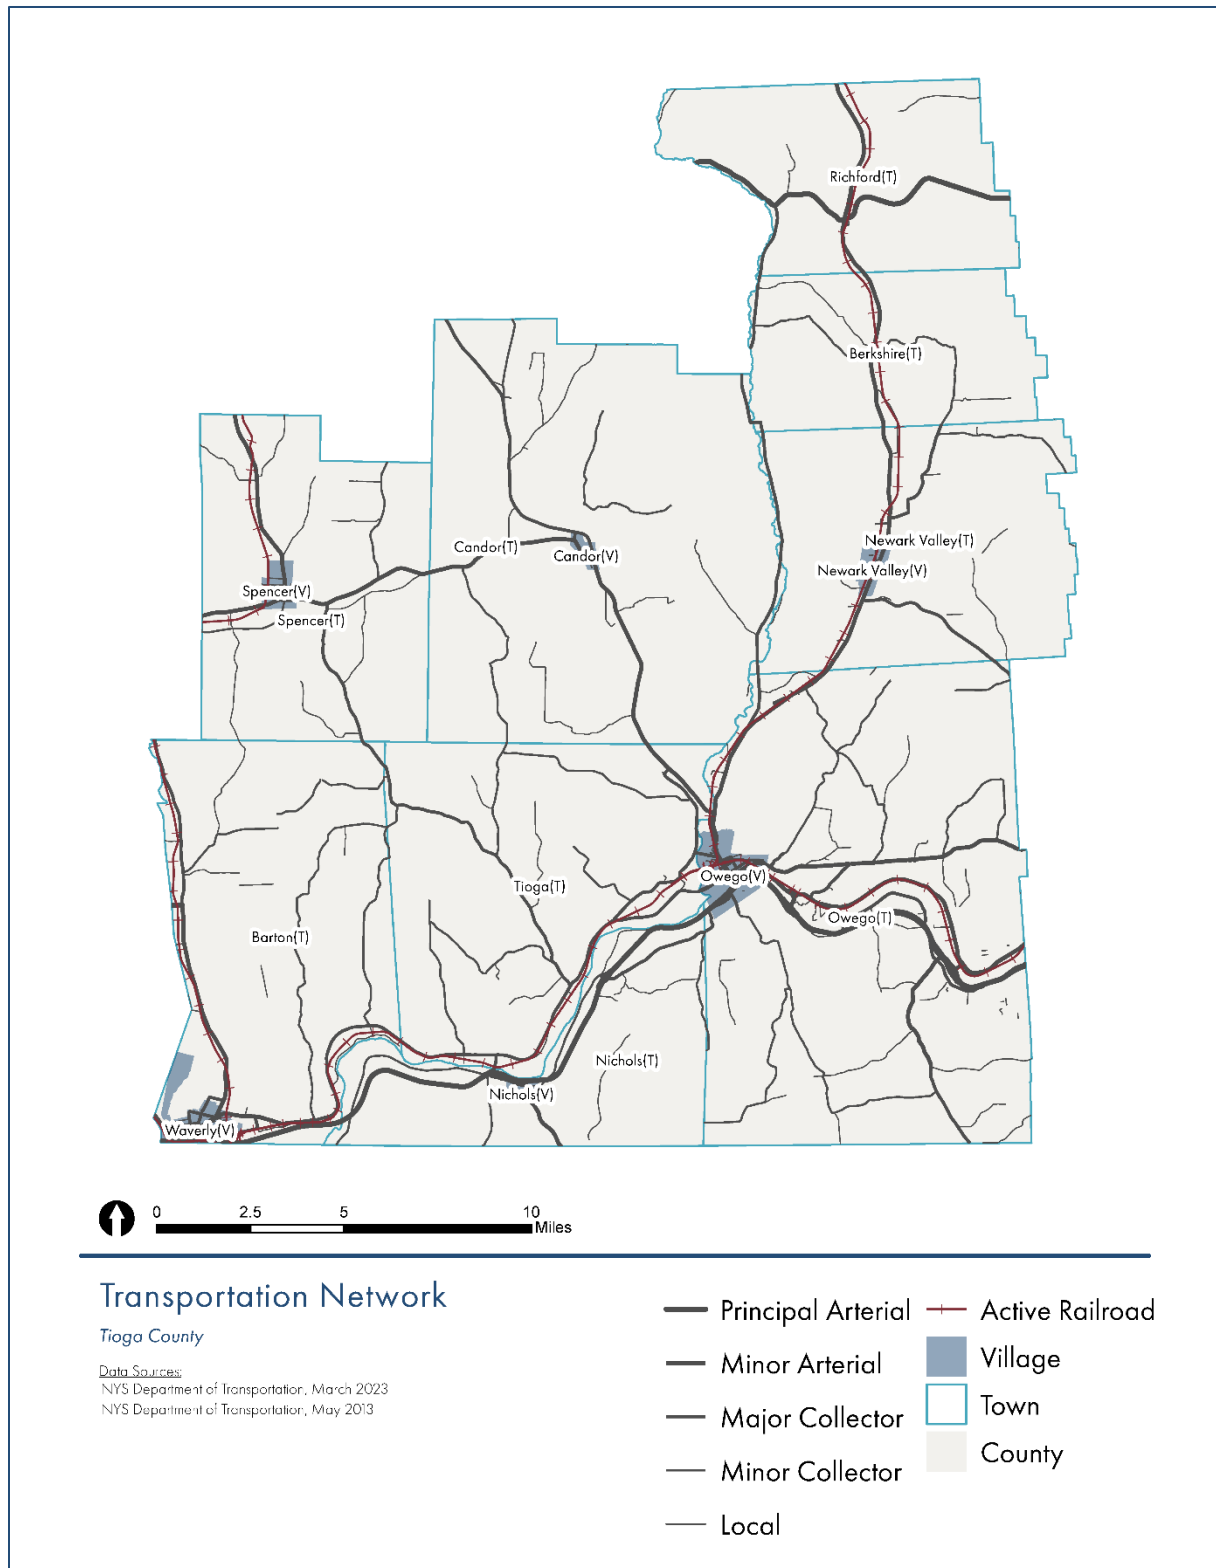 Richford(T)
Berkshire(T)
Newark Valley(T)
Candor(T)
Candor(V)
Newark Valley(V)
Spencer(V)
Spencer(T)
Owego(V)
Tioga(T)
Owego(T)
Barton(T)
Nichols(T)
Nichols(V)
Waverly(V)
0 2.5 5 10
Miles
Transportation Network
Tioga County
Data Sources:
NYS Department of Transportation, March 2023
NYS Department of Transportation, May 2013
Principal Arterial
Minor Arterial
Major Collector
Minor Collector
Local
Active Railroad
Village
Town
County